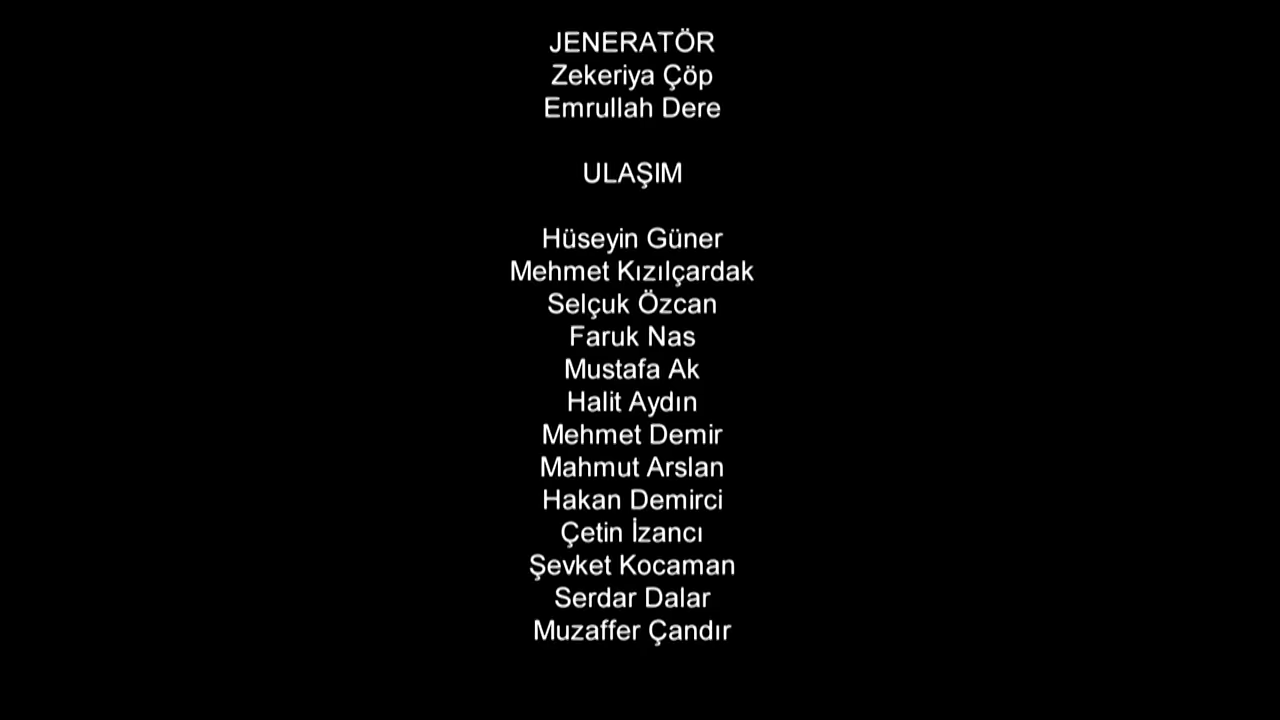 JENERATÖR
Zekeriya Çöp
Emrullah Dere
ULAŞIM
Hüseyin Güner
Mehmet Kızılçardak
Selçuk Özcan
Faruk Nas
Mustafa Ak
Halit Aydın
Mehmet Demir
Mahmut Arslan
Hakan Demirci
Çetin İzancı
Şevket Kocaman
Serdar Dalar
Muzaffer Çandır